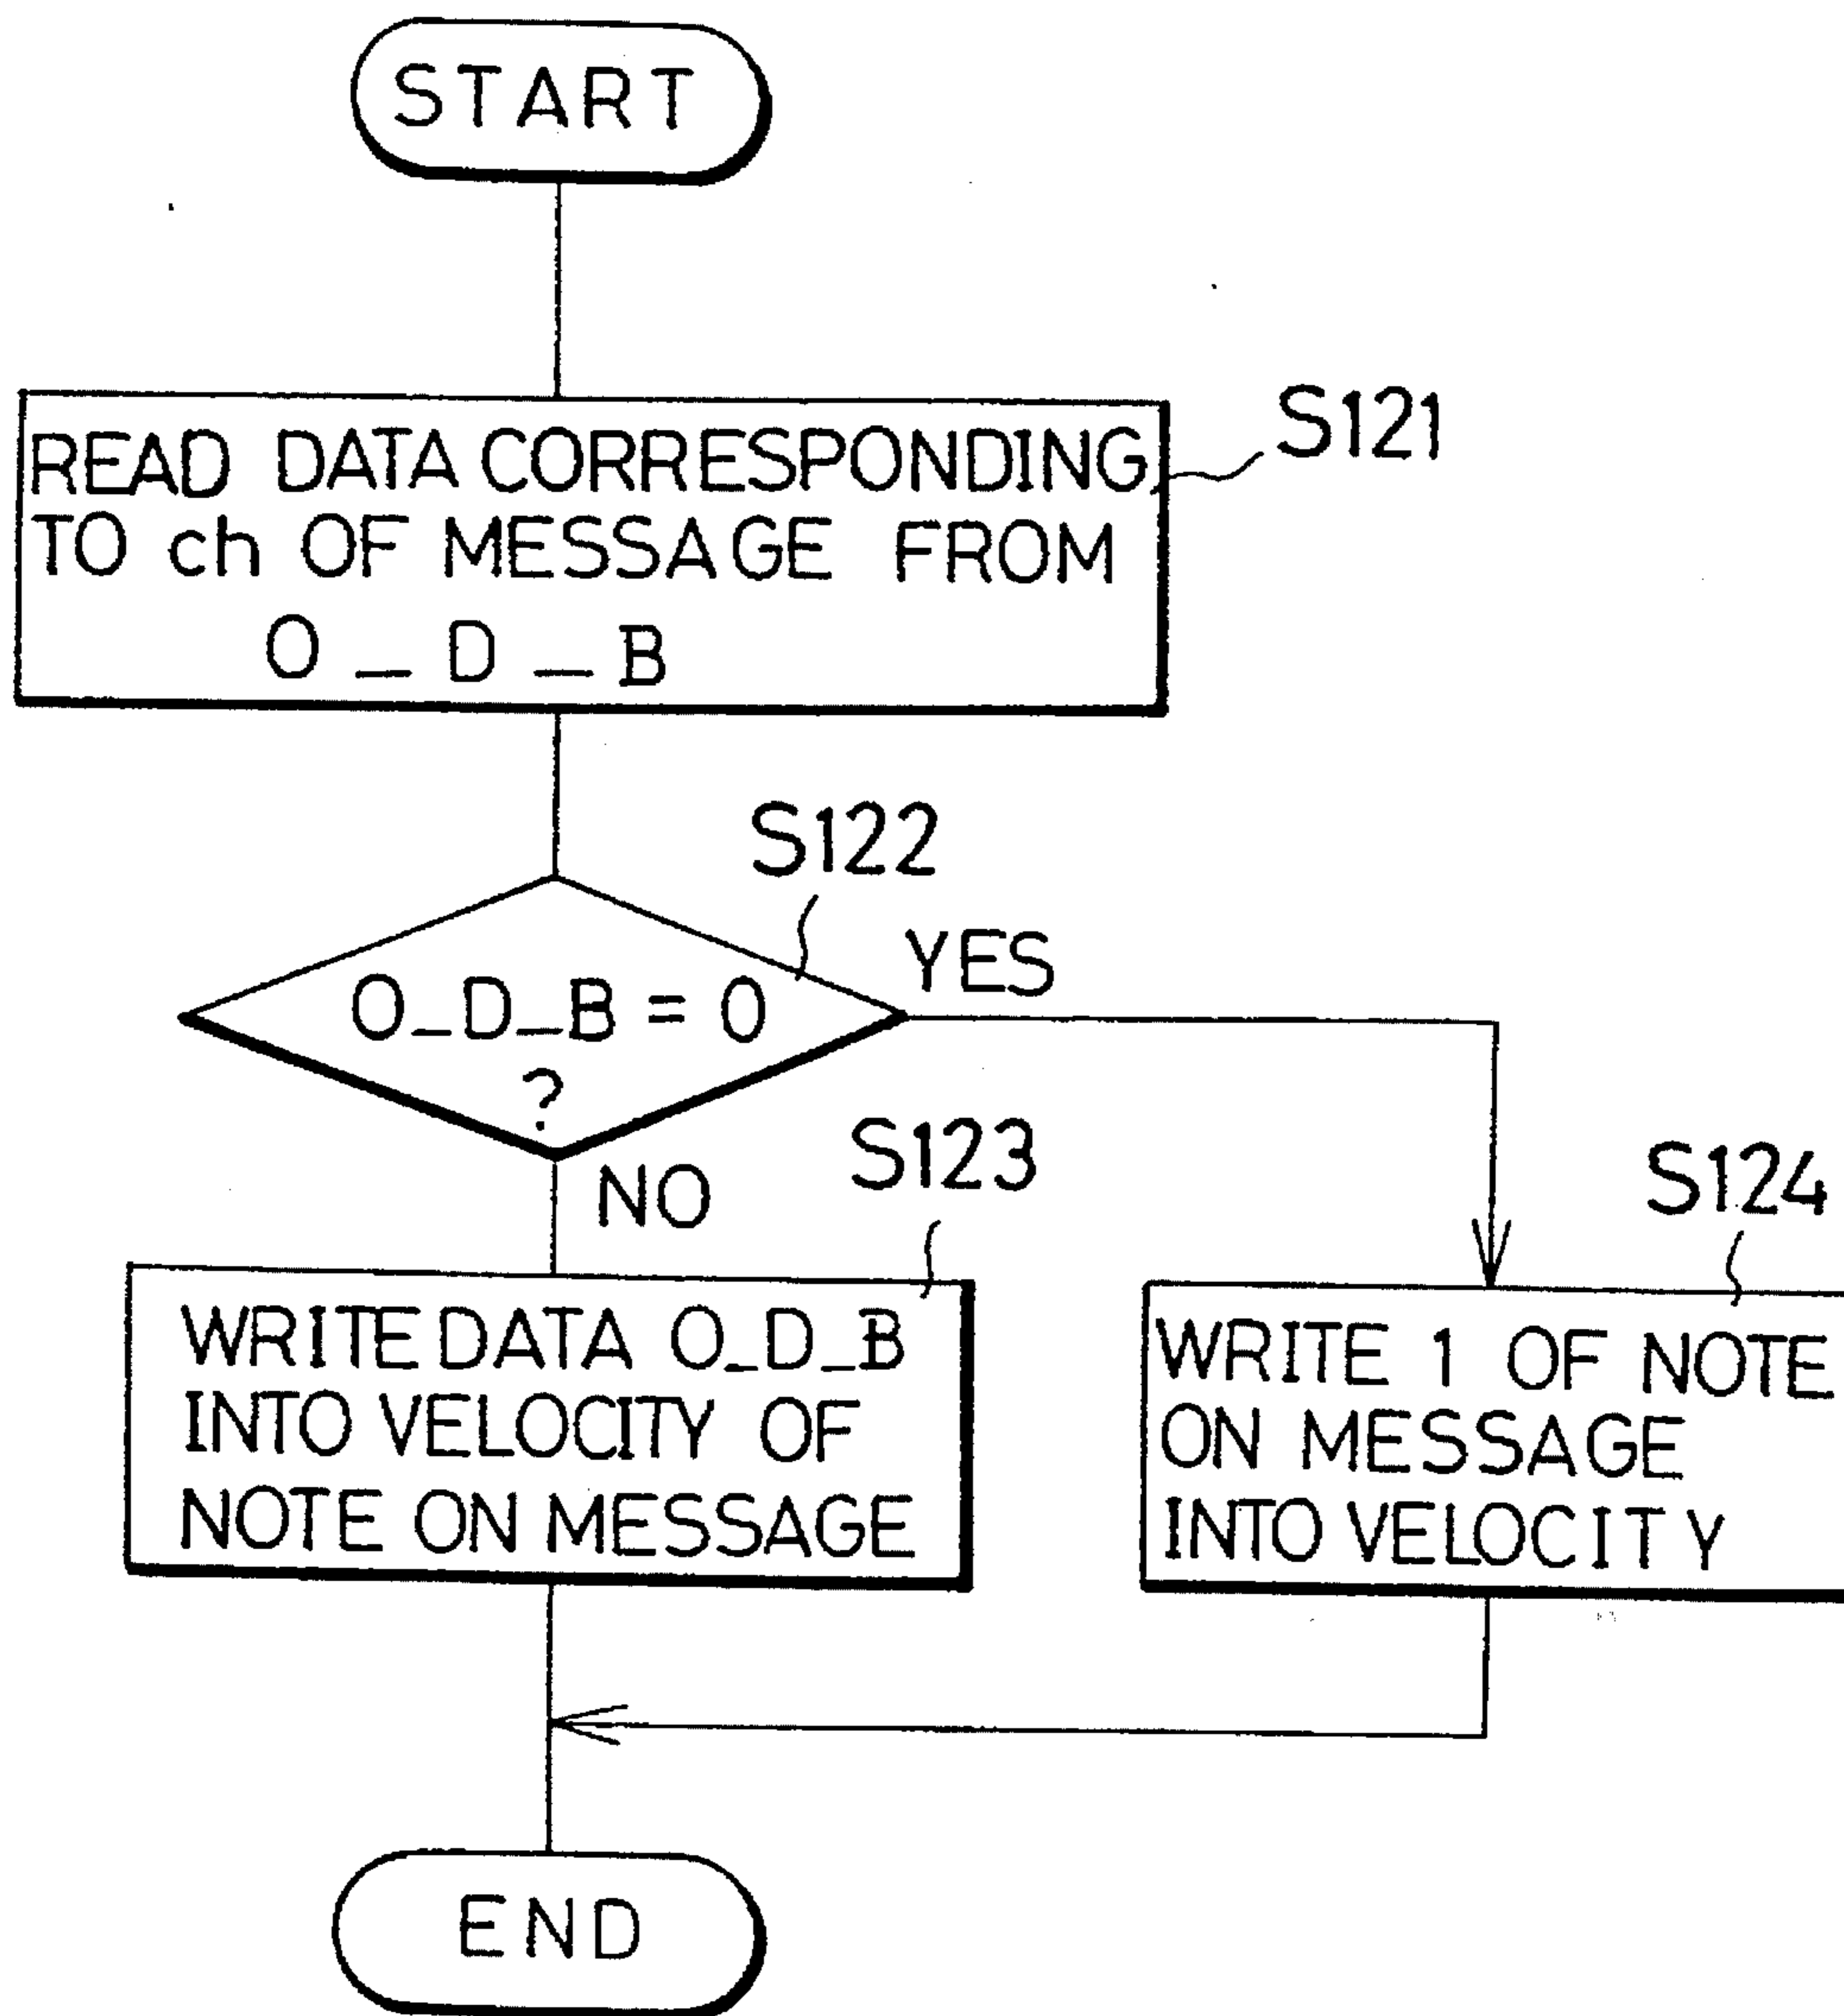 START
READ DATA CORRESPONDING
TO ch OF MESSAGE FROM
O_D_B
S121
S122
O_D_B = 0
?
YES
NO
S123
WRITE DATA O_D_B
INTO VELOCITY OF
NOTE ON MESSAGE
S124
WRITE 1 OF NOTE
ON MESSAGE
INTO VELOCITY
END